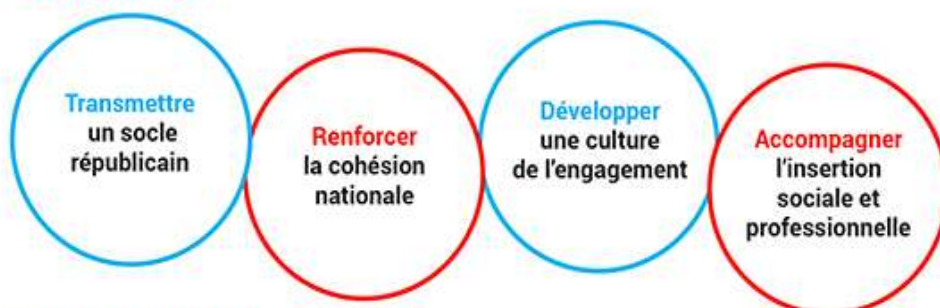 Transmettre
un socle
républicain
Renforcer
la cohésion
nationale
Développer
une culture
de l'engagement
Accompagner
l'insertion
sociale et
professionnelle